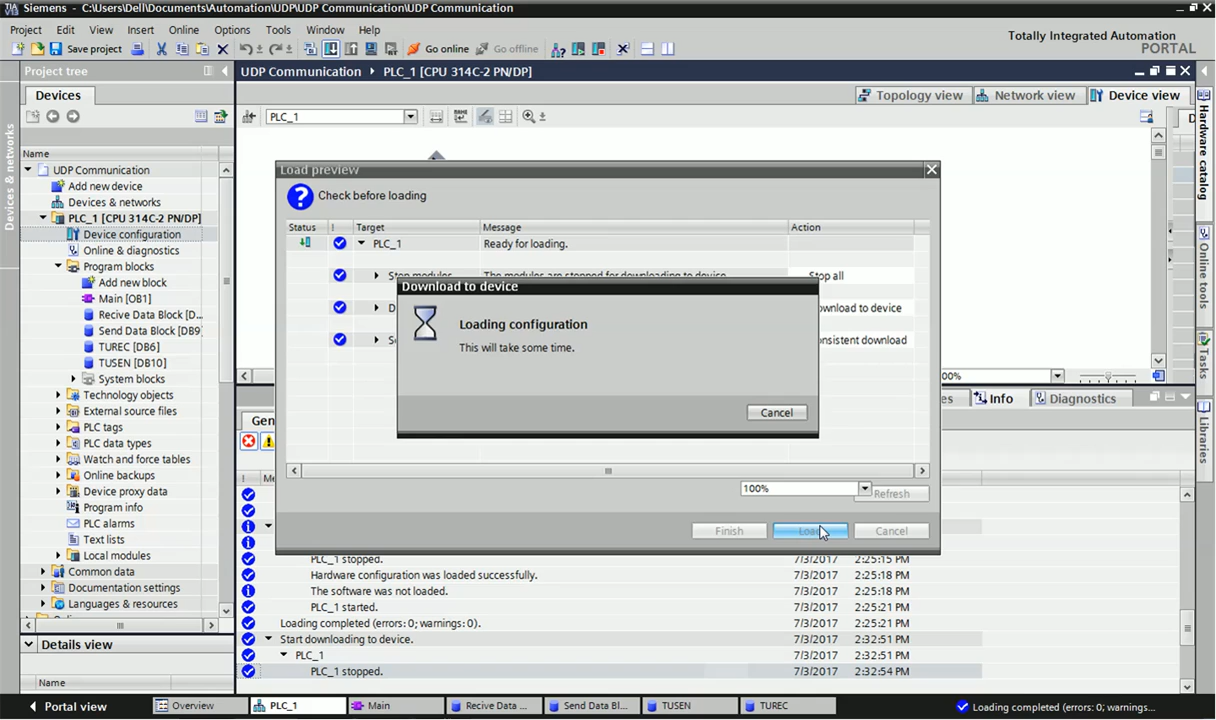 Siemens - C:\Users\Dell\Documents\Automation\UDP\UDP Communication\UDP Communication
Project Edit View Insert Online Options Tools Window Help
Totally Integrated Automation
PORTAL
Save project Go online Go offline
Project tree
UDP Communication PLC_1 [CPU 314C-2 PN/DP]
Devices
Topology view Network view Device view
PLC_1
Name
UDP Communication
Add new device
Devices & networks
PLC_1 [CPU 314C-2 PN/DP]
Device configuration
Online & diagnostics
Program blocks
Add new block
Main [OB1]
Recive Data Block [D...
Send Data Block [DB9
TUREC [DB6]
TUSEN [DB10]
System blocks
Technology objects
External source files
PLC tags
PLC data types
Watch and force tables
Online backups
Device proxy data
Program info
PLC alarms
Text lists
Local modules
Common data
Documentation settings
Languages & resources
Details view
Name
Devices & networks
Hardware catalog
Online tools
Tasks
Libraries
Load preview
Check before loading
Status ! Target Message Action
PLC_1 Ready for loading.
Stop modules The modules are stopped for downloading to device. Stop all
ownload to device
onsistent download
Download to device
Loading configuration
This will take some time.
Cancel
100%
Refresh
Finish Load Cancel
00%
Info Diagnostics
Gen
!
PLC_1 stopped. 7/3/2017 2:25:15 PM
Hardware configuration was loaded successfully. 7/3/2017 2:25:18 PM
The software was not loaded. 7/3/2017 2:25:18 PM
PLC_1 started. 7/3/2017 2:25:21 PM
Loading completed (errors: 0; warnings: 0). 7/3/2017 2:25:21 PM
Start downloading to device. 7/3/2017 2:32:51 PM
PLC_1 7/3/2017 2:32:51 PM
PLC_1 stopped. 7/3/2017 2:32:54 PM
Portal view Overview PLC_1 Main Recive Data ... Send Data Bl... TUSEN TUREC Loading completed (errors: 0; warnings...